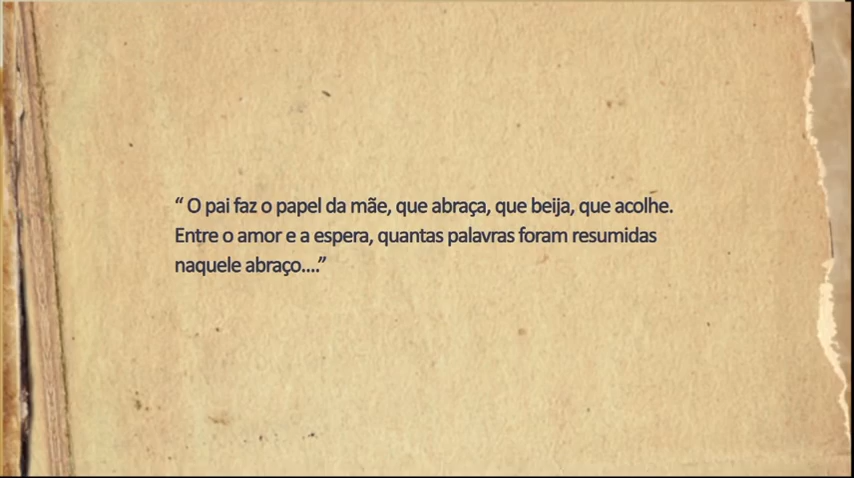 “ O pai faz o papel da mãe, que abraça, que beija, que acolhe.
Entre o amor e a espera, quantas palavras foram resumidas
naquele abraço....”